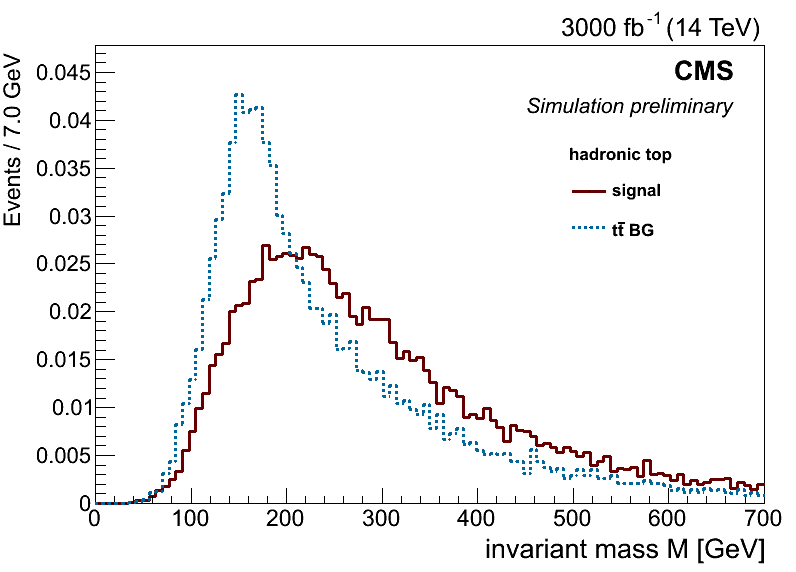 3000 fb⁻¹ (14 TeV)
CMS
Simulation preliminary
hadronic top
signal
tt̄ BG
Events / 7.0 GeV
0.045
0.04
0.035
0.03
0.025
0.02
0.015
0.01
0.005
0
0 100 200 300 400 500 600 700
invariant mass M [GeV]